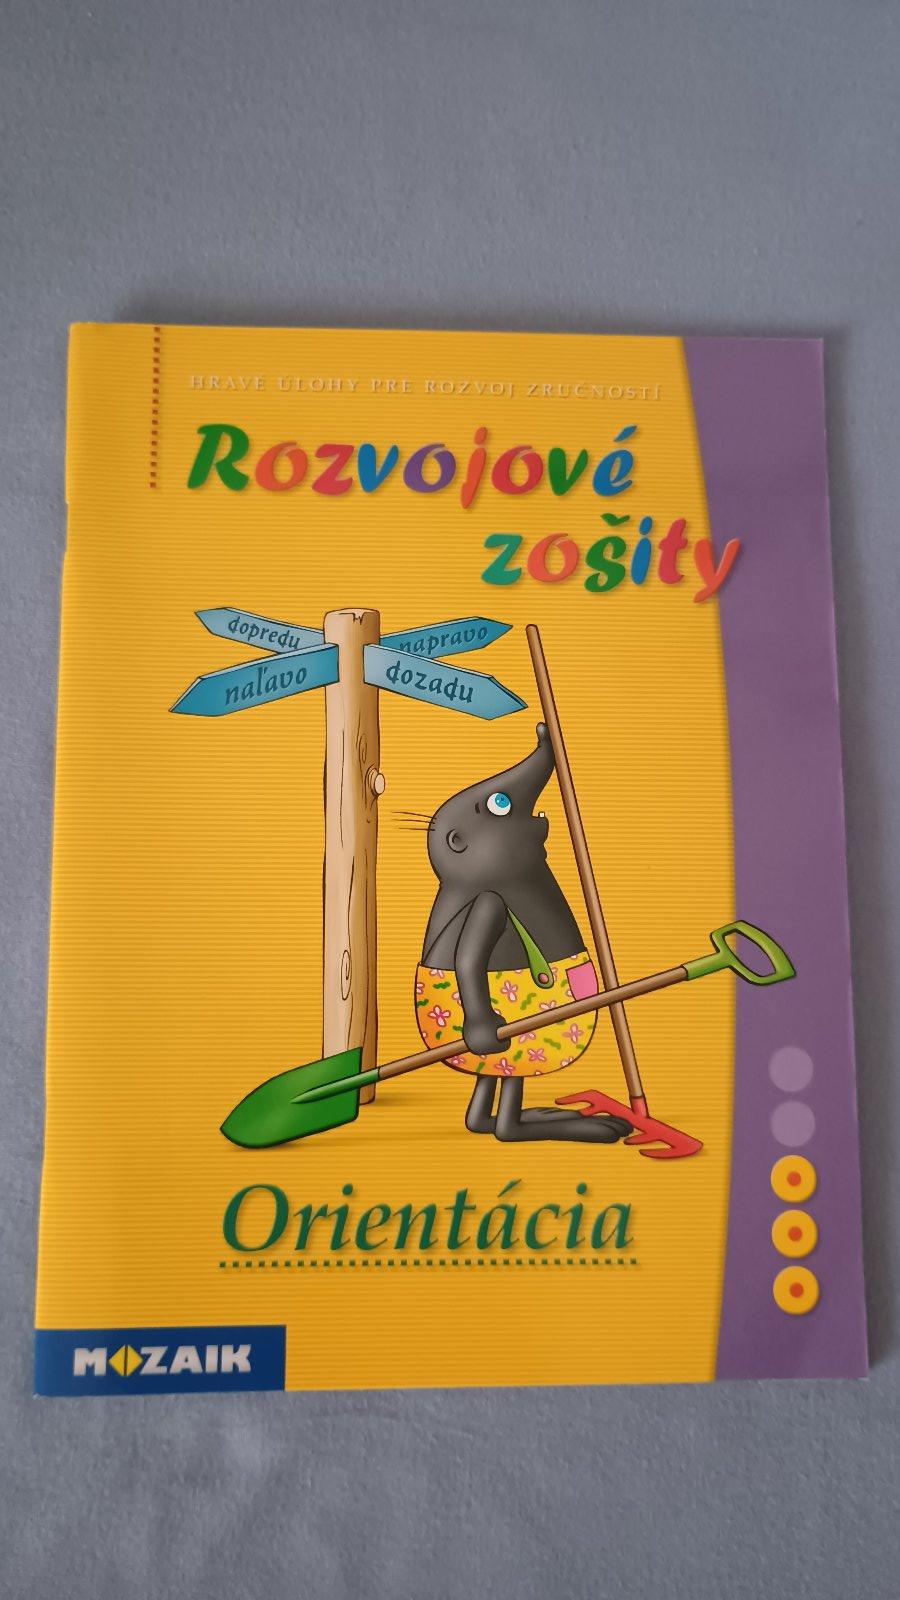 HRAVÉ ÚLOHY PRE ROZVOJ ZRUČNOSTÍ
Rozvojové
zošity
dopredu
napravo
naľavo
dozadu
Orientácia
MOZAIK